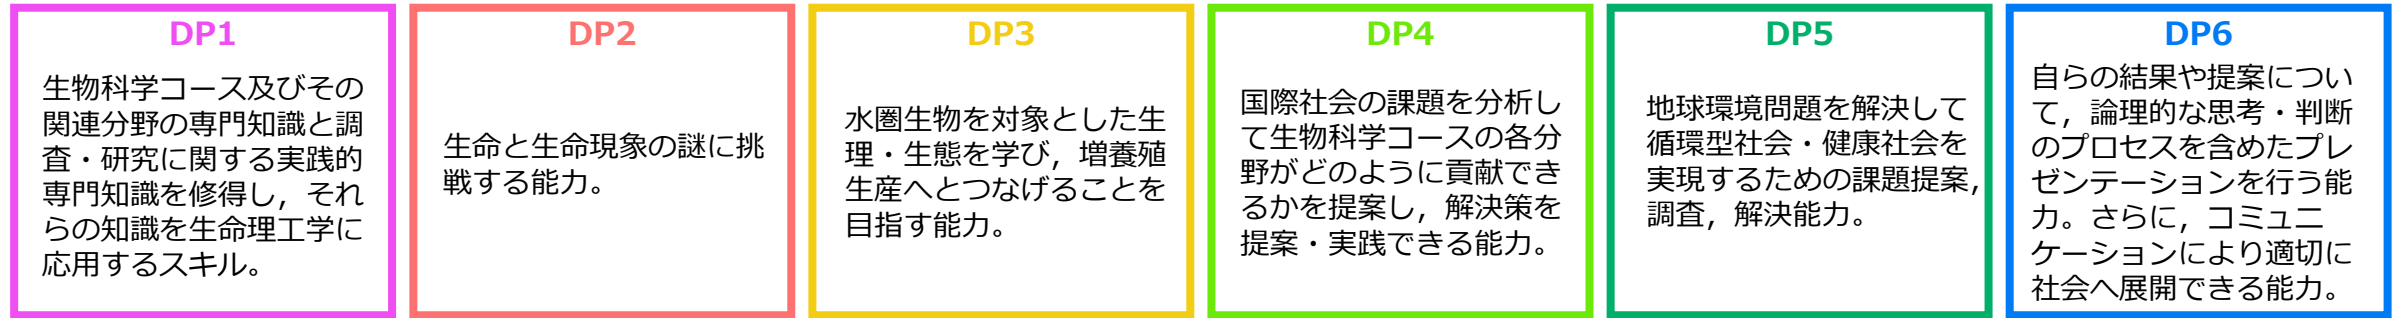 DP1
生物科学コース及びその
関連分野の専門知識と調
査・研究に関する実践的
専門知識を修得し，それ
らの知識を生命理工学に
応用するスキル。
DP2
生命と生命現象の謎に挑
戦する能力。
DP3
水圏生物を対象とした生
理・生態を学び，増養殖
生産へとつなげることを
目指す能力。
DP4
国際社会の課題を分析し
て生物科学コースの各分
野がどのように貢献でき
るかを提案し，解決策を
提案・実践できる能力。
DP5
地球環境問題を解決して
循環型社会・健康社会を
実現するための課題提案，
調査，解決能力。
DP6
自らの結果や提案につい
て，論理的な思考・判断
のプロセスを含めたプレ
ゼンテーションを行う能
力。さらに，コミュニ
ケーションにより適切に
社会へ展開できる能力。